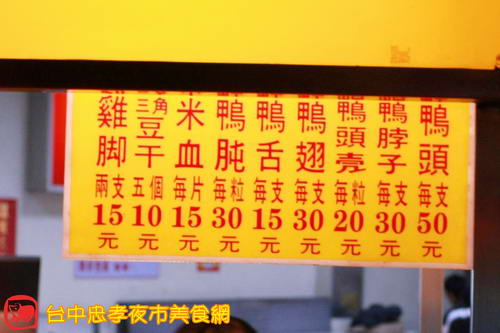 雞脚兩支15元
三角豆干五個10元
米血每片15元
鴨肫每粒30元
鴨舌每支15元
鴨翅每支30元
鴨頭壳每粒20元
鴨脖子每支30元
鴨頭每支50元
台中忠孝夜市美食網